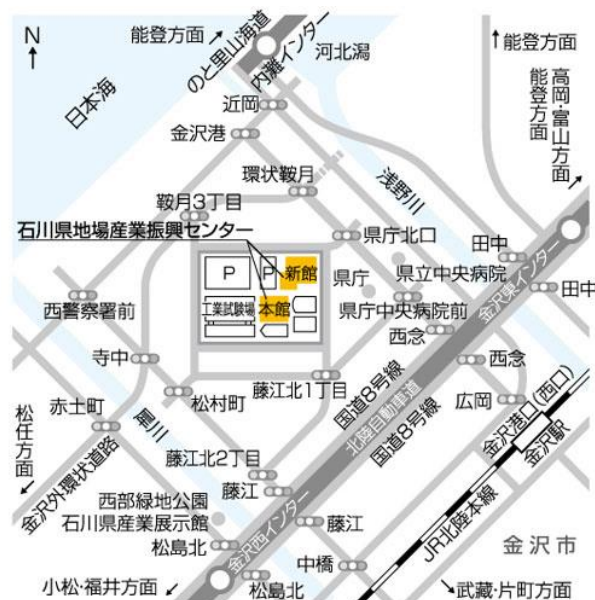 N
能登方面
のと里山海道
内灘インター
河北潟
能登方面
高岡・富山方面
能登方面
日本海
近岡
金沢港
環状鞍月
浅野川
鞍月3丁目
石川県地場産業振興センター
県庁北口
田中
P
P
新館
県庁
県立中央病院
金沢東インター
田中
西警察署前
工業試験場
本館
県庁中央病院前
西念
寺中
西念
藤江北1丁目
国道8号線
北陸自動車道
国道8号線
松村町
広岡
金沢港口(西口)
金沢駅
赤土町
犀川
松任方面
金沢外環状道路
藤江北2丁目
藤江
西部緑地公園
石川県産業展示館
藤江
JR北陸本線
金沢市
松島北
金沢西インター
中橋
小松・福井方面
松島北
武蔵・片町方面